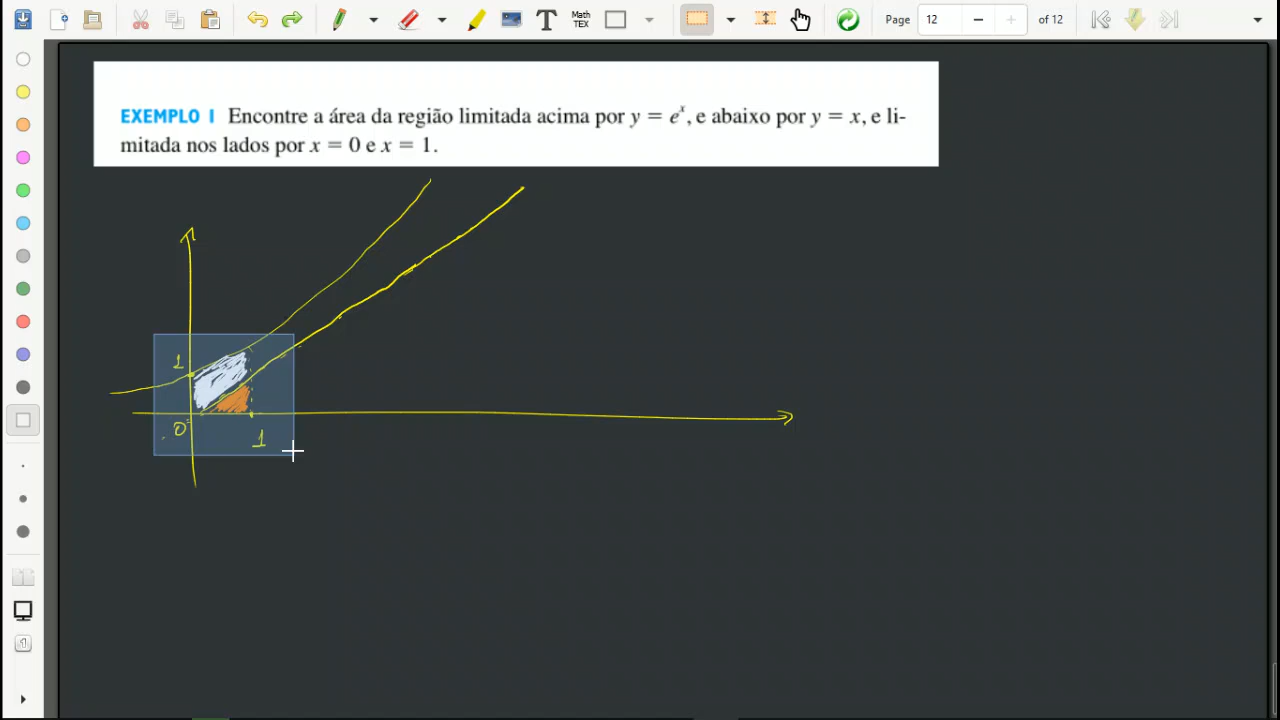 Math
TEX
Page 12 of 12
EXEMPLO 1 Encontre a área da região limitada acima por y = eˣ, e abaixo por y = x, e li-
mitada nos lados por x = 0 e x = 1.
1
0
1